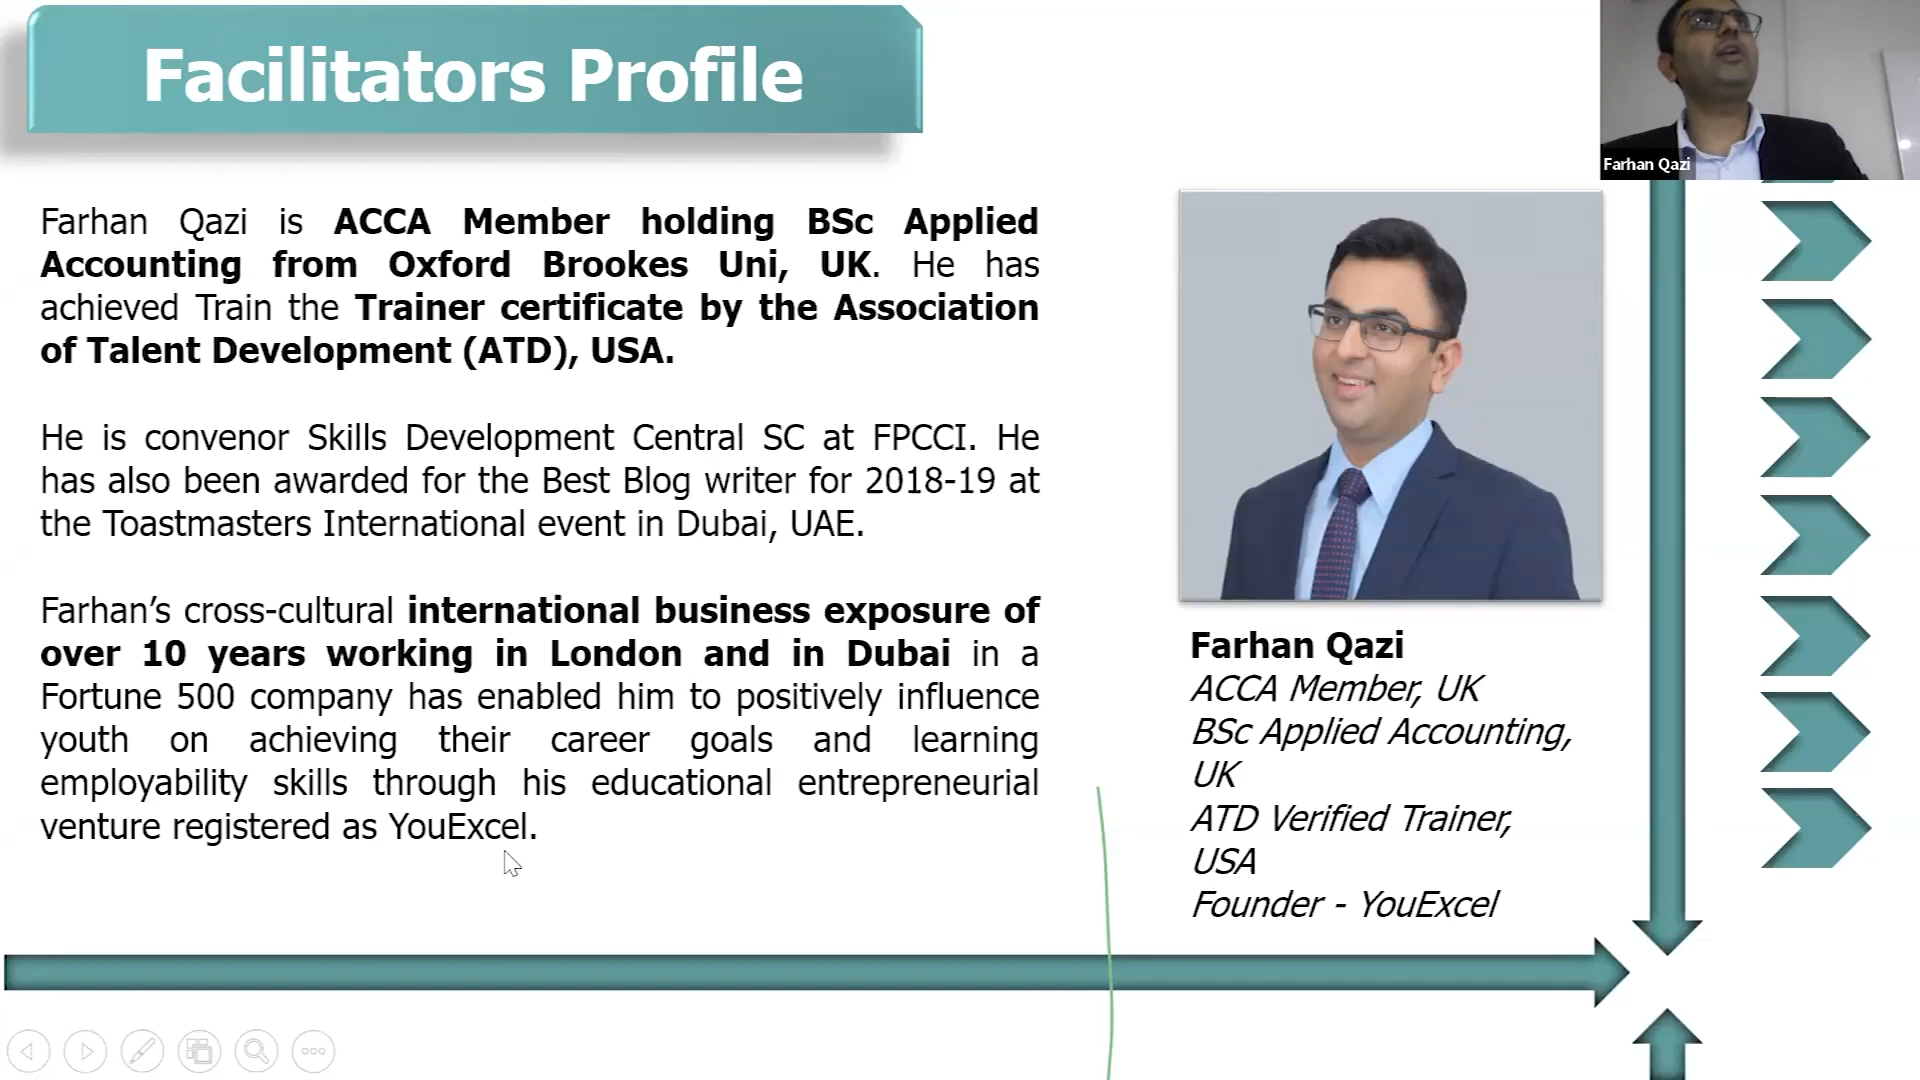 Facilitators Profile
Farhan Qazi
Farhan Qazi is ACCA Member holding BSc Applied
Accounting from Oxford Brookes Uni, UK. He has
achieved Train the Trainer certificate by the Association
of Talent Development (ATD), USA.
He is convenor Skills Development Central SC at FPCCI. He
has also been awarded for the Best Blog writer for 2018-19 at
the Toastmasters International event in Dubai, UAE.
Farhan’s cross-cultural international business exposure of
over 10 years working in London and in Dubai in a
Fortune 500 company has enabled him to positively influence
youth on achieving their career goals and learning
employability skills through his educational entrepreneurial
venture registered as YouExcel.
Farhan Qazi
ACCA Member, UK
BSc Applied Accounting,
UK
ATD Verified Trainer,
USA
Founder - YouExcel